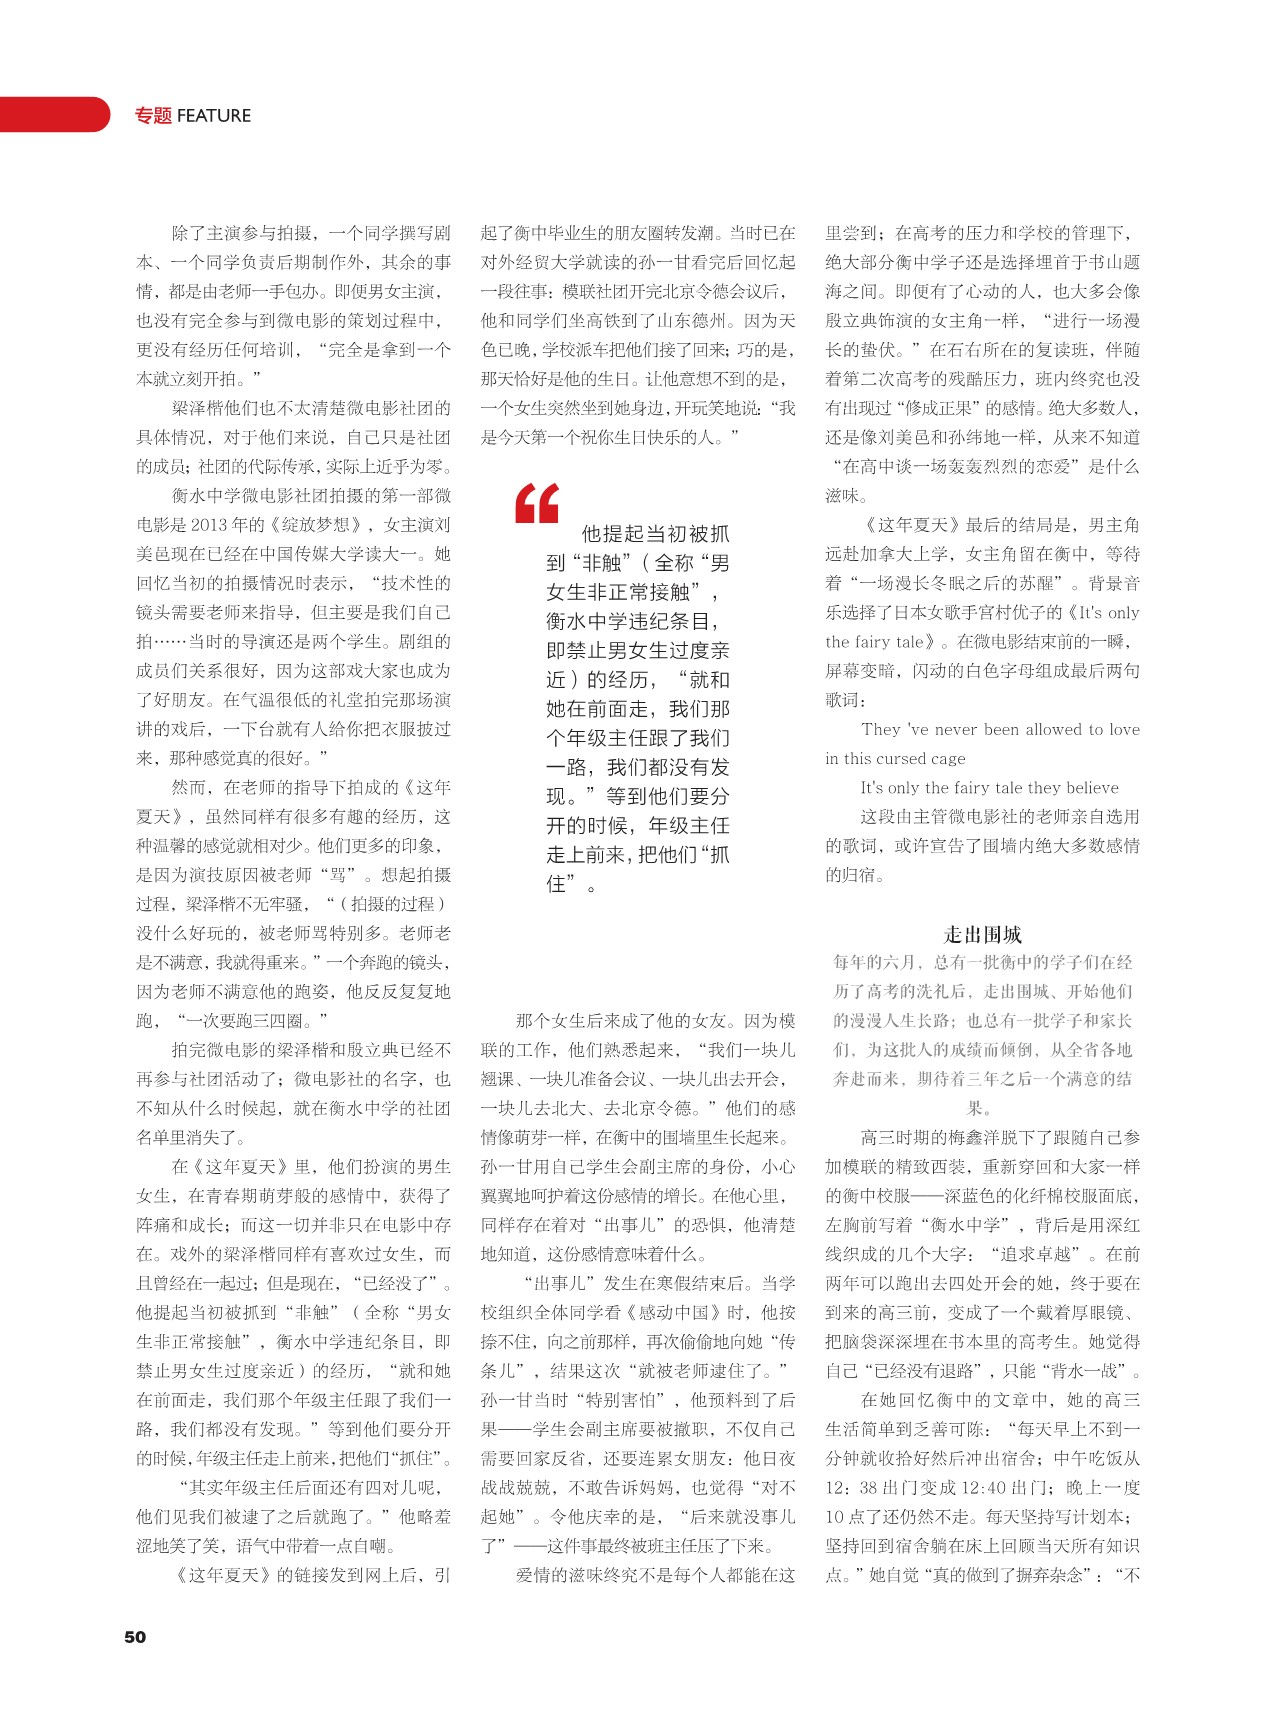 专题 FEATURE
除了主演参与拍摄，一个同学撰写剧
本、一个同学负责后期制作外，其余的事
情，都是由老师一手包办。即便男女主演，
也没有完全参与到微电影的策划过程中，
更没有经历任何培训，“完全是拿到一个
本就立刻开拍。”
梁泽楷他们也不太清楚微电影社团的
具体情况，对于他们来说，自己只是社团
的成员；社团的代际传承，实际上近乎为零。
衡水中学微电影社团拍摄的第一部微
电影是 2013 年的《绽放梦想》，女主演刘
美邑现在已经在中国传媒大学读大一。她
回忆当初的拍摄情况时表示，“技术性的
镜头需要老师来指导，但主要是我们自己
拍……当时的导演还是两个学生。剧组的
成员们关系很好，因为这部戏大家也成为
了好朋友。在气温很低的礼堂拍完那场演
讲的戏后，一下台就有人给你把衣服披过
来，那种感觉真的很好。”
然而，在老师的指导下拍成的《这年
夏天》，虽然同样有很多有趣的经历，这
种温馨的感觉就相对少。他们更多的印象，
是因为演技原因被老师“骂”。想起拍摄
过程，梁泽楷不无牢骚，“（拍摄的过程）
没什么好玩的，被老师骂特别多。老师老
是不满意，我就得重来。”一个奔跑的镜头，
因为老师不满意他的跑姿，他反反复复地
跑，“一次要跑三四圈。”
拍完微电影的梁泽楷和殷立典已经不
再参与社团活动了；微电影社的名字，也
不知从什么时候起，就在衡水中学的社团
名单里消失了。
在《这年夏天》里，他们扮演的男生
女生，在青春期萌芽般的感情中，获得了
阵痛和成长；而这一切并非只在电影中存
在。戏外的梁泽楷同样有喜欢过女生，而
且曾经在一起过；但是现在，“已经没了”。
他提起当初被抓到“非触”（全称“男女
生非正常接触”，衡水中学违纪条目，即
禁止男女生过度亲近）的经历，“就和她
在前面走，我们那个年级主任跟了我们一
路，我们都没有发现。”等到他们要分开
的时候，年级主任走上前来，把他们“抓住”。
“其实年级主任后面还有四对儿呢，
他们见我们被逮了之后就跑了。”他略羞
涩地笑了笑，语气中带着一点自嘲。
《这年夏天》的链接发到网上后，引
起了衡中毕业生的朋友圈转发潮。当时已在
对外经贸大学就读的孙一甘看完后回忆起
一段往事：模联社团开完北京令德会议后，
他和同学们坐高铁到了山东德州。因为天
色已晚，学校派车把他们接了回来；巧的是，
那天恰好是他的生日。让他意想不到的是，
一个女生突然坐到她身边，开玩笑地说：“我
是今天第一个祝你生日快乐的人。”
“
他提起当初被抓
到“非触”（全称“男
女生非正常接触”，
衡水中学违纪条目，
即禁止男女生过度亲
近）的经历，“就和
她在前面走，我们那
个年级主任跟了我们
一路，我们都没有发
现。”等到他们要分
开的时候，年级主任
走上前来，把他们“抓
住”。
那个女生后来成了他的女友。因为模
联的工作，他们熟悉起来，“我们一块儿
翘课、一块儿准备会议、一块儿出去开会，
一块儿去北大、去北京令德。”他们的感
情像萌芽一样，在衡中的围墙里生长起来。
孙一甘用自己学生会副主席的身份，小心
翼翼地呵护着这份感情的增长。在他心里，
同样存在着对“出事儿”的恐惧，他清楚
地知道，这份感情意味着什么。
“出事儿”发生在寒假结束后。当学
校组织全体同学看《感动中国》时，他按
捺不住，向之前那样，再次偷偷地向她“传
条儿”，结果这次“就被老师逮住了。”
孙一甘当时“特别害怕”，他预料到了后
果——学生会副主席要被撤职，不仅自己
需要回家反省，还要连累女朋友：他日夜
战战兢兢，不敢告诉妈妈，也觉得“对不
起她”。令他庆幸的是，“后来就没事儿
了”——这件事最终被班主任压了下来。
爱情的滋味终究不是每个人都能在这
里尝到；在高考的压力和学校的管理下，
绝大部分衡中学子还是选择埋首于书山题
海之间。即便有了心动的人，也大多会像
殷立典饰演的女主角一样，“进行一场漫
长的蛰伏。”在石右所在的复读班，伴随
着第二次高考的残酷压力，班内终究也没
有出现过“修成正果”的感情。绝大多数人，
还是像刘美邑和孙纬地一样，从来不知道
“在高中谈一场轰轰烈烈的恋爱”是什么
滋味。
《这年夏天》最后的结局是，男主角
远赴加拿大上学，女主角留在衡中，等待
着“一场漫长冬眠之后的苏醒”。背景音
乐选择了日本女歌手宫村优子的《It's only
the fairy tale》。在微电影结束前的一瞬，
屏幕变暗，闪动的白色字母组成最后两句
歌词：
They 've never been allowed to love
in this cursed cage
It's only the fairy tale they believe
这段由主管微电影社的老师亲自选用
的歌词，或许宣告了围墙内绝大多数感情
的归宿。
走出围城
每年的六月，总有一批衡中的学子们在经
历了高考的洗礼后，走出围城、开始他们
的漫漫人生长路；也总有一批学子和家长
们，为这批人的成绩而倾倒，从全省各地
奔赴而来，期待着三年之后一个满意的结
果。
高三时期的梅鑫洋脱下了跟随自己参
加模联的精致西装，重新穿回和大家一样
的衡中校服——深蓝色的化纤棉校服面底，
左胸前写着“衡水中学”，背后是用深红
线织成的几个大字：“追求卓越”。在前
两年可以跑出去四处开会的她，终于要在
到来的高三前，变成了一个戴着厚眼镜、
把脑袋深深埋在书本里的高考生。她觉得
自己“已经没有退路”，只能“背水一战”。
在她回忆衡中的文章中，她的高三
生活简单到乏善可陈：“每天早上不到一
分钟就收拾好然后冲出宿舍；中午吃饭从
12：38 出门变成 12:40 出门；晚上一度
10 点了还仍然不走。每天坚持写计划本；
坚持回到宿舍躺在床上回顾当天所有知识
点。”她自觉“真的做到了摒弃杂念”：“不
50